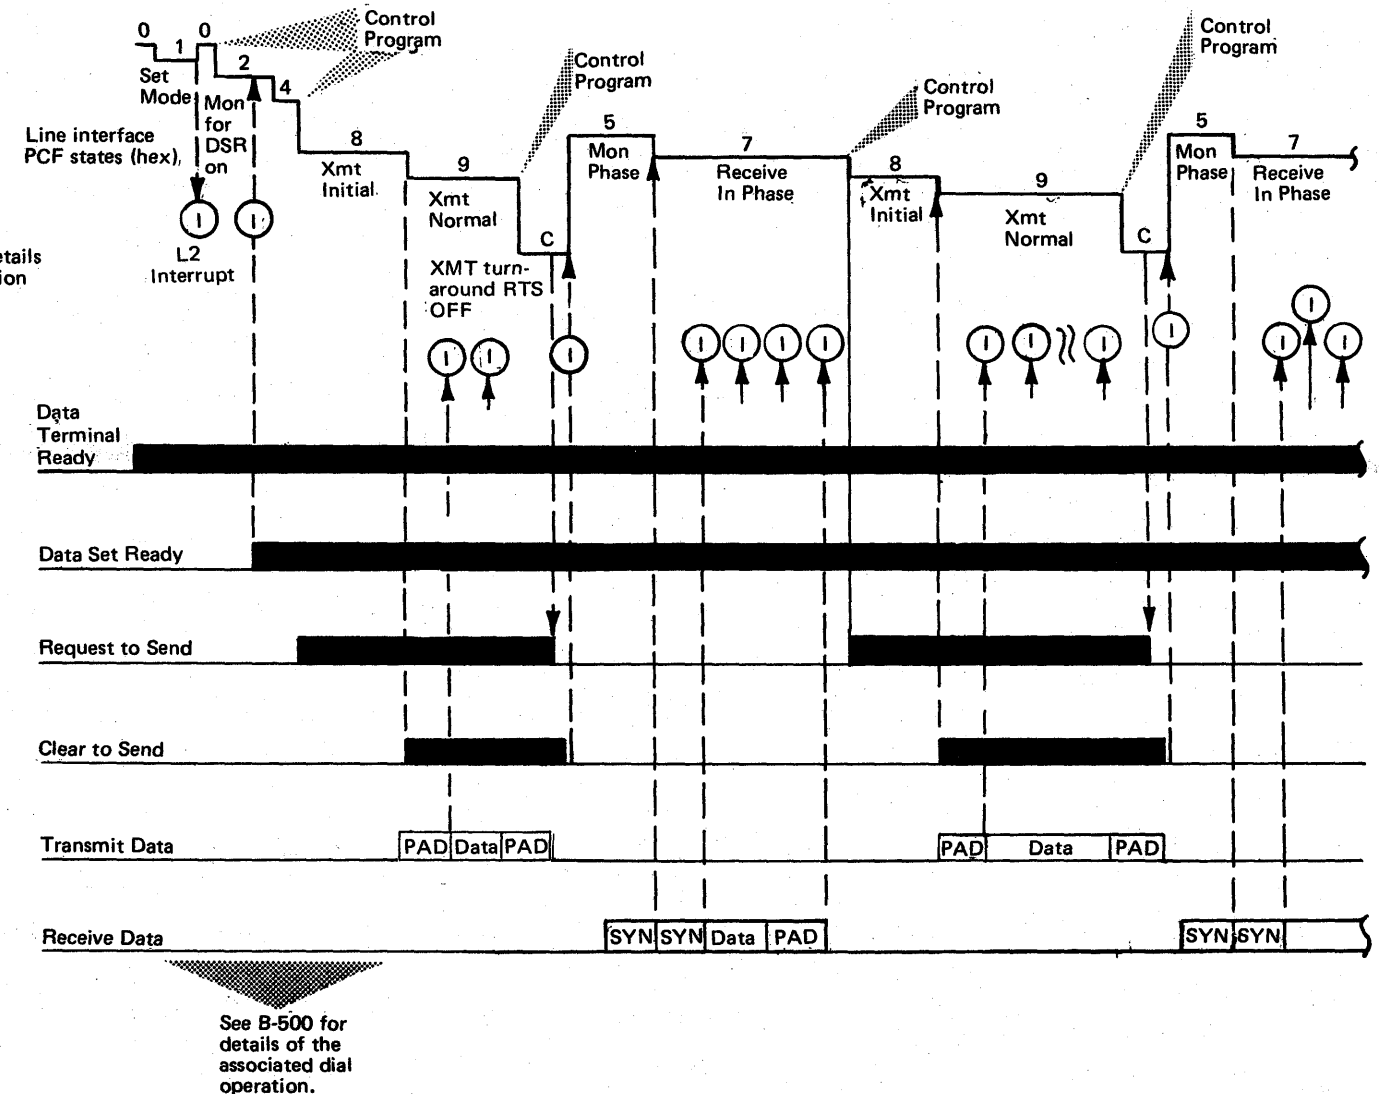 0
1
0
Control
Program
Set
Mode
2
4
Mon
for
DSR
on
Line interface
PCF states (hex),
I
I
L2
Interrupt
etails
ion
8
Xmt
Initial
9
Xmt
Normal
Control
Program
C
XMT turn-
around RTS
OFF
I
I
I
5
Mon
Phase
7
Receive
In Phase
I
I
I
I
Control
Program
8
Xmt
Initial
9
Xmt
Normal
I
I
I
Control
Program
C
I
5
Mon
Phase
7
Receive
In Phase
I
I
I
Data
Terminal
Ready
Data Set Ready
Request to Send
Clear to Send
Transmit Data
PAD Data PAD
PAD Data PAD
Receive Data
SYN SYN Data PAD
SYN SYN
See B-500 for
details of the
associated dial
operation.